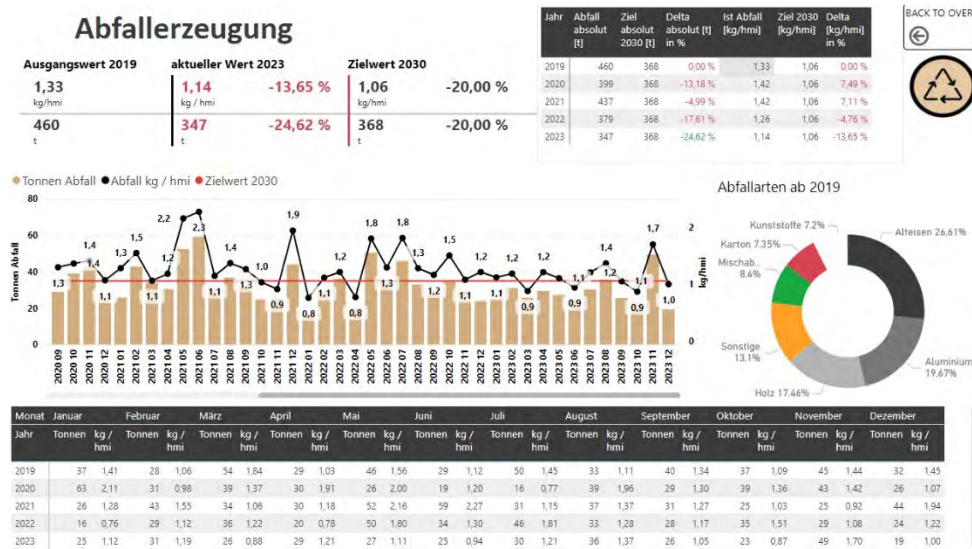 Abfallerzeugung
BACK TO OVER
Ausgangswert 2019 aktueller Wert 2023 Zielwert 2030
1,33 1,14 -13,65 % 1,06 -20,00 %
kg/hmi kg / hmi kg/hmi
460 347 -24,62 % 368 -20,00 %
t t t
Jahr Abfall absolut [t] Ziel absolut 2030 [t] Delta absolut [t] in % Ist Abfall [kg/hmi] Ziel 2030 [kg/hmi] Delta [kg/hmi] in %
2019 460 368 0,00 % 1,33 1,06 0,00 %
2020 399 368 -13,18 % 1,42 1,06 7,49 %
2021 437 368 -4,99 % 1,42 1,06 7,11 %
2022 379 368 -17,61 % 1,26 1,06 -4,76 %
2023 347 368 -24,62 % 1,14 1,06 -13,65 %
Tonnen Abfall Abfall kg / hmi Zielwert 2030
80
60
40
20
0
Tonnen Abfall
2
1
0
kg/hmi
1,3 1,4 1,4 1,1 1,3 1,5 1,1 1,2 2,2 2,3 1,1 1,4 1,3 1,0 0,9 1,9 0,8 1,1 1,2 0,8 1,8 1,3 1,8 1,3 1,2 1,5 1,1 1,2 1,1 1,2 0,9 1,2 1,1 0,9 1,2 1,4 1,1 0,9 1,7 1,0
2020 09 2020 10 2020 11 2020 12 2021 01 2021 02 2021 03 2021 04 2021 05 2021 06 2021 07 2021 08 2021 09 2021 10 2021 11 2021 12 2022 01 2022 02 2022 03 2022 04 2022 05 2022 06 2022 07 2022 08 2022 09 2022 10 2022 11 2022 12 2023 01 2023 02 2023 03 2023 04 2023 05 2023 06 2023 07 2023 08 2023 09 2023 10 2023 11 2023 12
Abfallarten ab 2019
Kunststoffe 7.2%
Alteisen 26,61%
Karton 7.35%
Mischab...
8.4%
Sonstige
13.1%
Aluminium
19.67%
Holz 17.46%
Monat Januar Februar März April Mai Juni Juli August September Oktober November Dezember
Jahr Tonnen kg / hmi Tonnen kg / hmi Tonnen kg / hmi Tonnen kg / hmi Tonnen kg / hmi Tonnen kg / hmi Tonnen kg / hmi Tonnen kg / hmi Tonnen kg / hmi Tonnen kg / hmi Tonnen kg / hmi Tonnen kg / hmi
2019 37 1,41 28 1,06 54 1,84 29 1,03 46 1,56 29 1,12 50 1,45 33 1,11 40 1,34 37 1,09 45 1,44 32 1,45
2020 63 2,11 31 0,98 39 1,37 30 1,91 26 2,00 19 1,20 16 0,77 39 1,96 29 1,30 39 1,36 43 1,42 26 1,07
2021 26 1,28 43 1,55 34 1,06 30 1,18 52 2,16 59 2,27 31 1,15 37 1,37 31 1,27 25 1,03 25 0,92 44 1,94
2022 16 0,76 29 1,12 36 1,22 20 0,78 50 1,80 34 1,30 46 1,81 33 1,28 28 1,17 35 1,51 29 1,08 24 1,22
2023 25 1,12 31 1,19 26 0,88 29 1,21 27 1,11 25 0,94 30 1,21 36 1,37 26 1,05 23 0,87 49 1,70 19 1,00